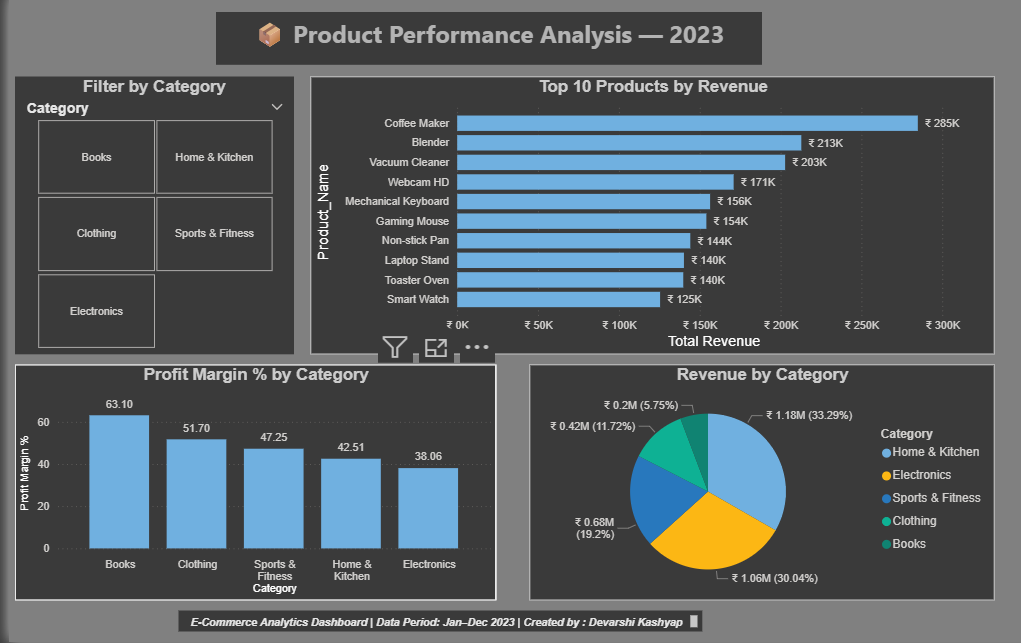 📦 Product Performance Analysis — 2023
Filter by Category
Category
Books
Home & Kitchen
Clothing
Sports & Fitness
Electronics
Top 10 Products by Revenue
Product_Name
Coffee Maker ₹ 285K
Blender ₹ 213K
Vacuum Cleaner ₹ 203K
Webcam HD ₹ 171K
Mechanical Keyboard ₹ 156K
Gaming Mouse ₹ 154K
Non-stick Pan ₹ 144K
Laptop Stand ₹ 140K
Toaster Oven ₹ 140K
Smart Watch ₹ 125K
₹ 0K ₹ 50K ₹ 100K ₹ 150K ₹ 200K ₹ 250K ₹ 300K
Total Revenue
Profit Margin % by Category
Profit Margin %
60
40
20
0
63.10
51.70
47.25
42.51
38.06
Books
Clothing
Sports &
Fitness
Home &
Kitchen
Electronics
Category
Revenue by Category
₹ 0.2M (5.75%)
₹ 0.42M (11.72%)
₹ 0.68M
(19.2%)
₹ 1.18M (33.29%)
₹ 1.06M (30.04%)
Category
Home & Kitchen
Electronics
Sports & Fitness
Clothing
Books
E-Commerce Analytics Dashboard | Data Period: Jan–Dec 2023 | Created by : Devarshi Kashyap